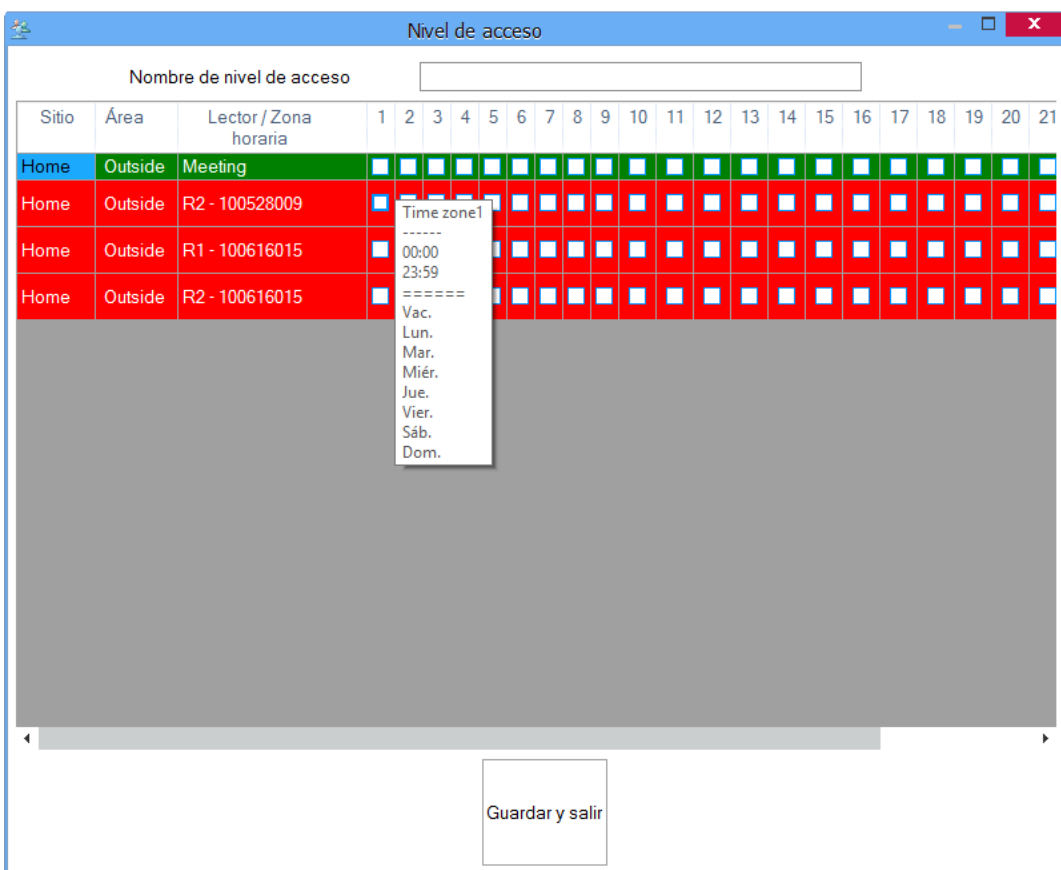 Nivel de acceso
Nombre de nivel de acceso
Sitio Área Lector / Zona horaria 1 2 3 4 5 6 7 8 9 10 11 12 13 14 15 16 17 18 19 20 21
Home Outside Meeting
Home Outside R2 - 100528009
Home Outside R1 - 100616015
Home Outside R2 - 100616015
Time zone1
------
00:00
23:59
======
Vac.
Lun.
Mar.
Miér.
Jue.
Vier.
Sáb.
Dom.
Guardar y salir